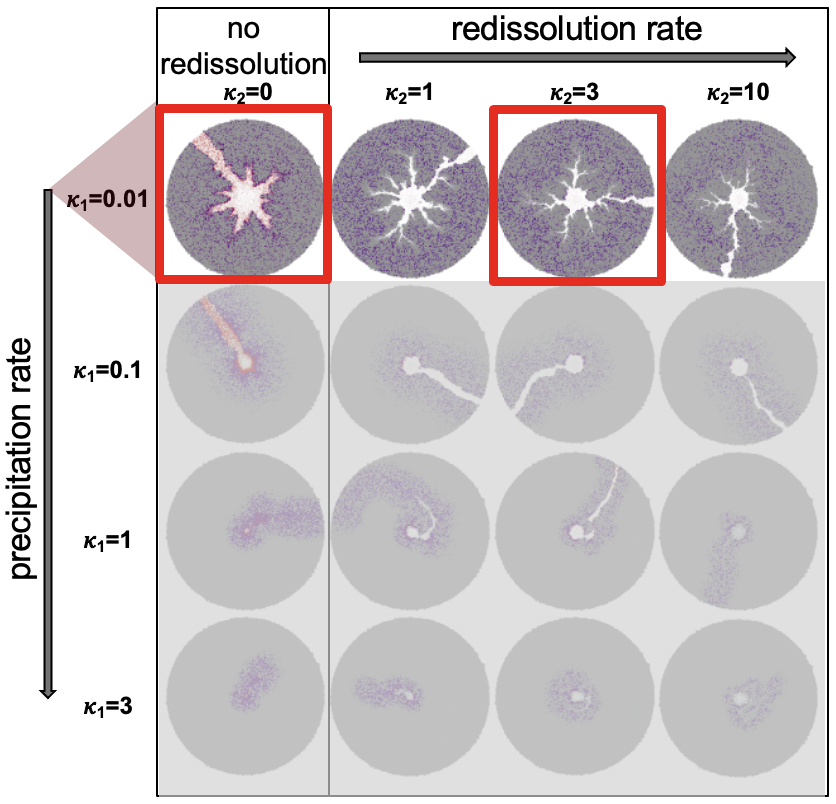 no
redissolution
redissolution rate
κ₂=0
κ₂=1
κ₂=3
κ₂=10
precipitation rate
κ₁=0.01
κ₁=0.1
κ₁=1
κ₁=3